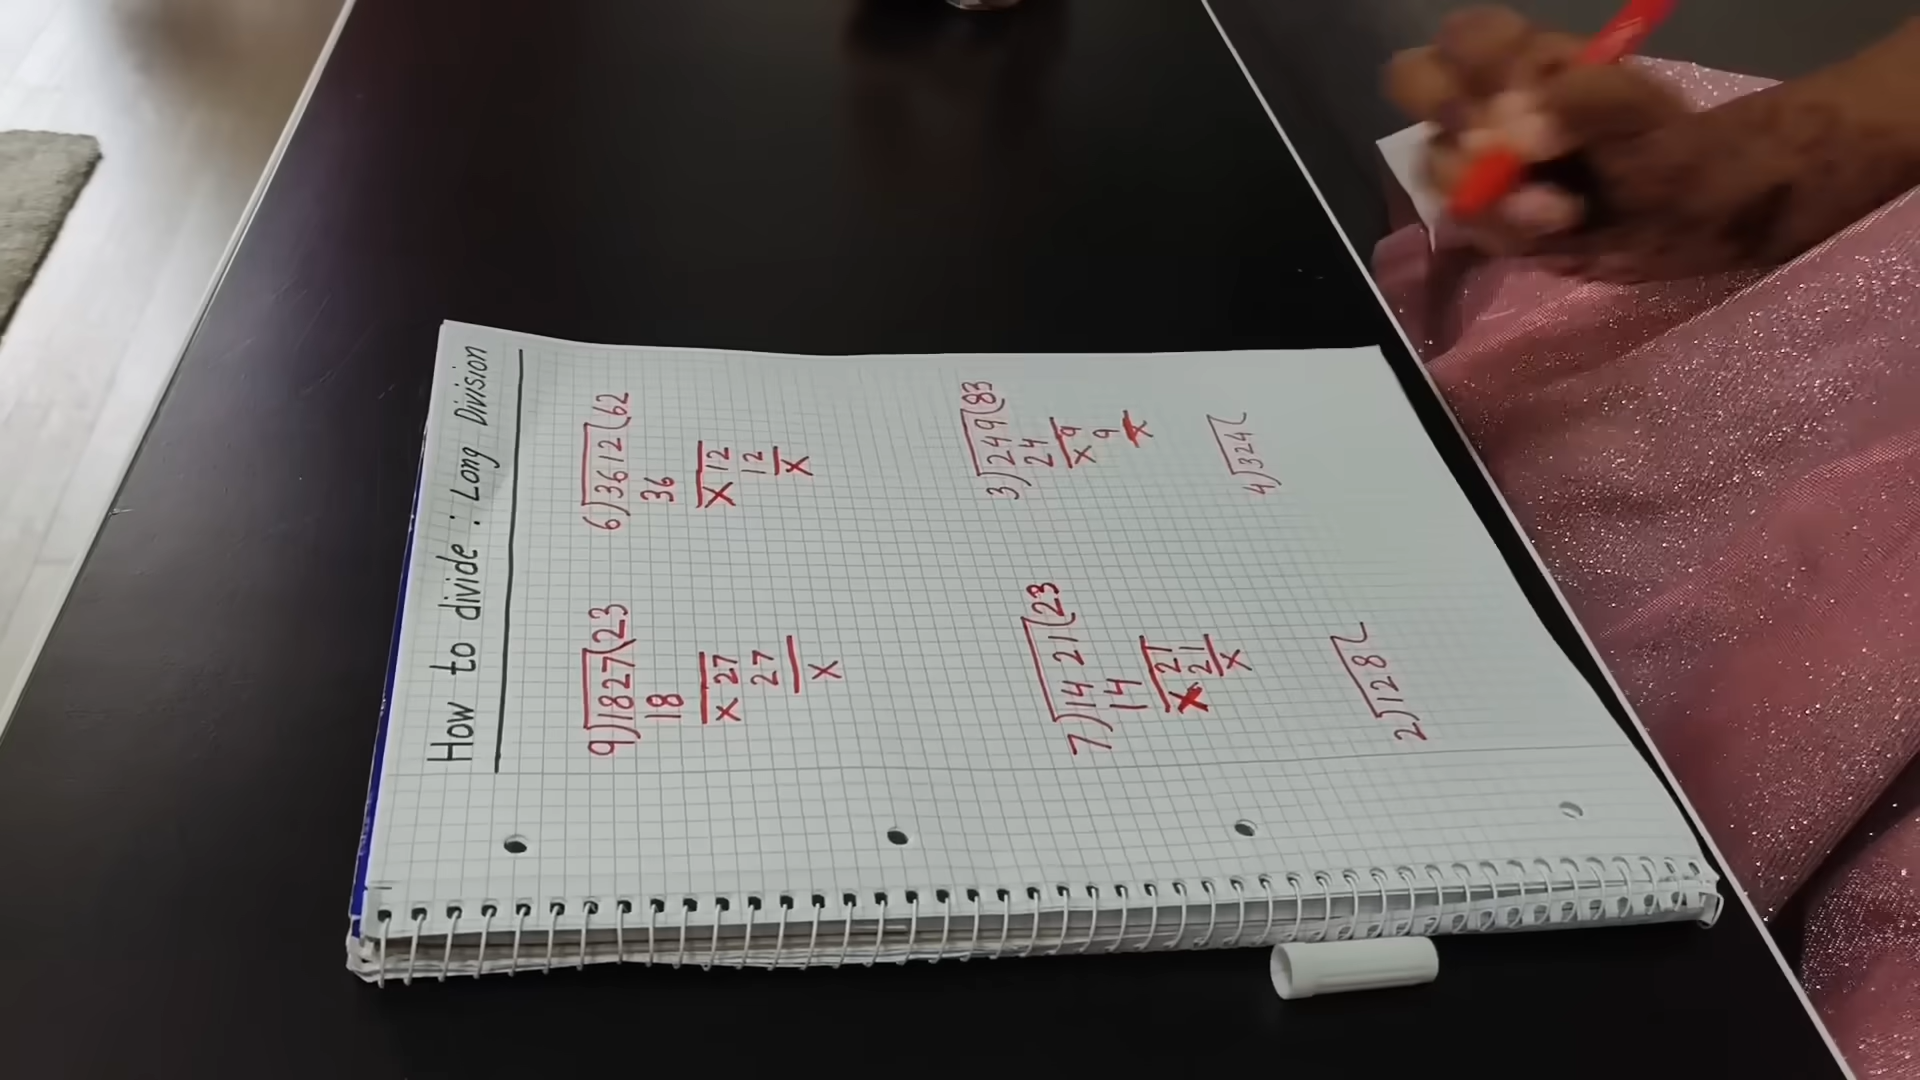 How to divide : Long Division
9)1827(23
18
X 27
27
X
6)3612(62
36
X 12
12
X
7)1421(23
14
X 21
21
X
3)249(83
24
X 9
9
X
2)128(
4)324(